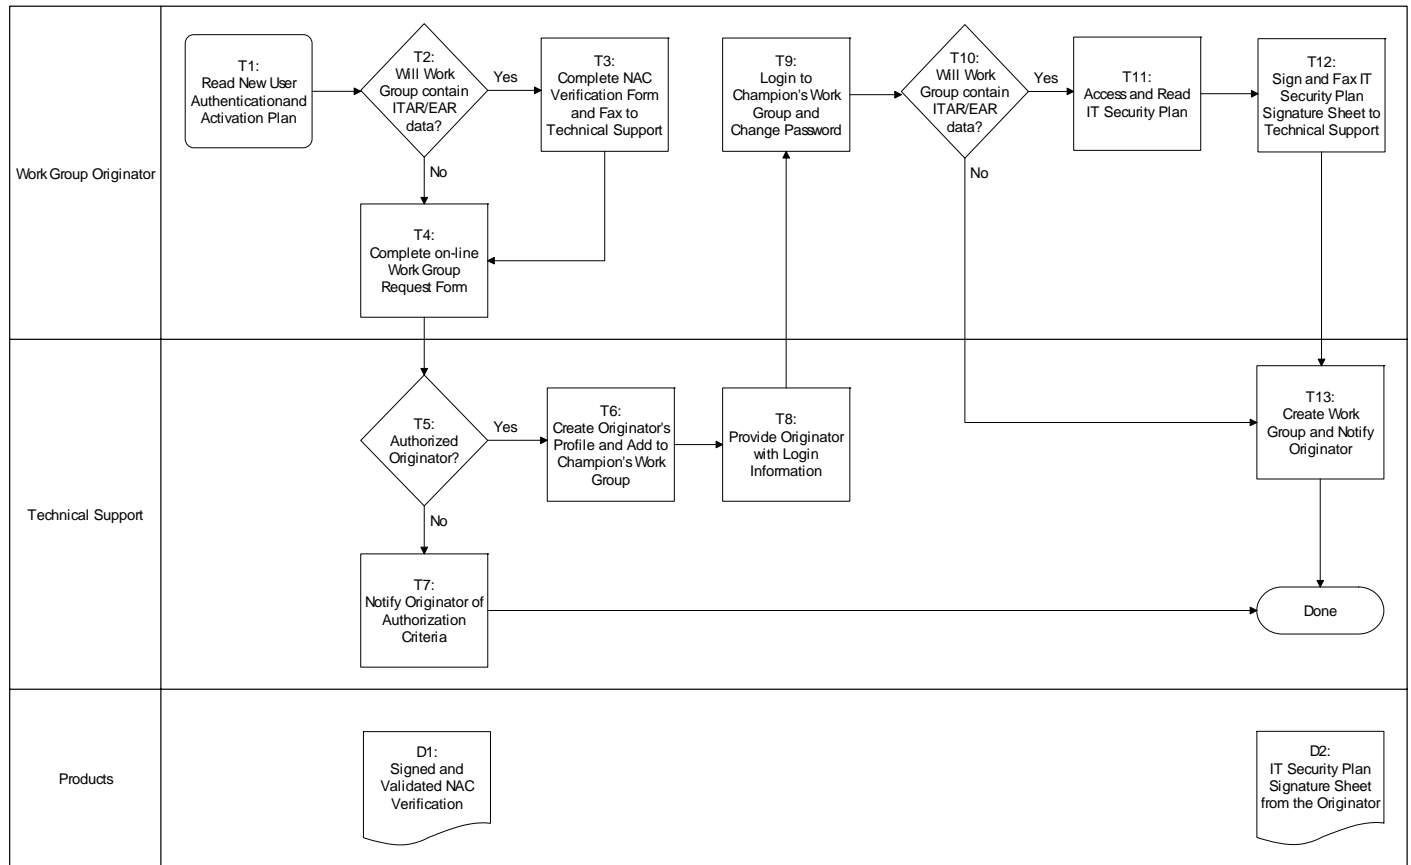 Work Group Originator
T1:
Read New User
Authenticationand
Activation Plan
T2:
Will Work
Group contain
ITAR/EAR
data?
Yes
No
T3:
Complete NAC
Verification Form
and Fax to
Technical Support
T4:
Complete on-line
Work Group
Request Form
T9:
Login to
Champion's Work
Group and
Change Password
T10:
Will Work
Group contain
ITAR/EAR
data?
Yes
No
T11:
Access and Read
IT Security Plan
T12:
Sign and Fax IT
Security Plan
Signature Sheet to
Technical Support
Technical Support
T5:
Authorized
Originator?
Yes
No
T6:
Create Originator's
Profile and Add to
Champion's Work
Group
T8:
Provide Originator
with Login
Information
T13:
Create Work
Group and Notify
Originator
T7:
Notify Originator of
Authorization
Criteria
Done
Products
D1:
Signed and
Validated NAC
Verification
D2:
IT Security Plan
Signature Sheet
from the Originator